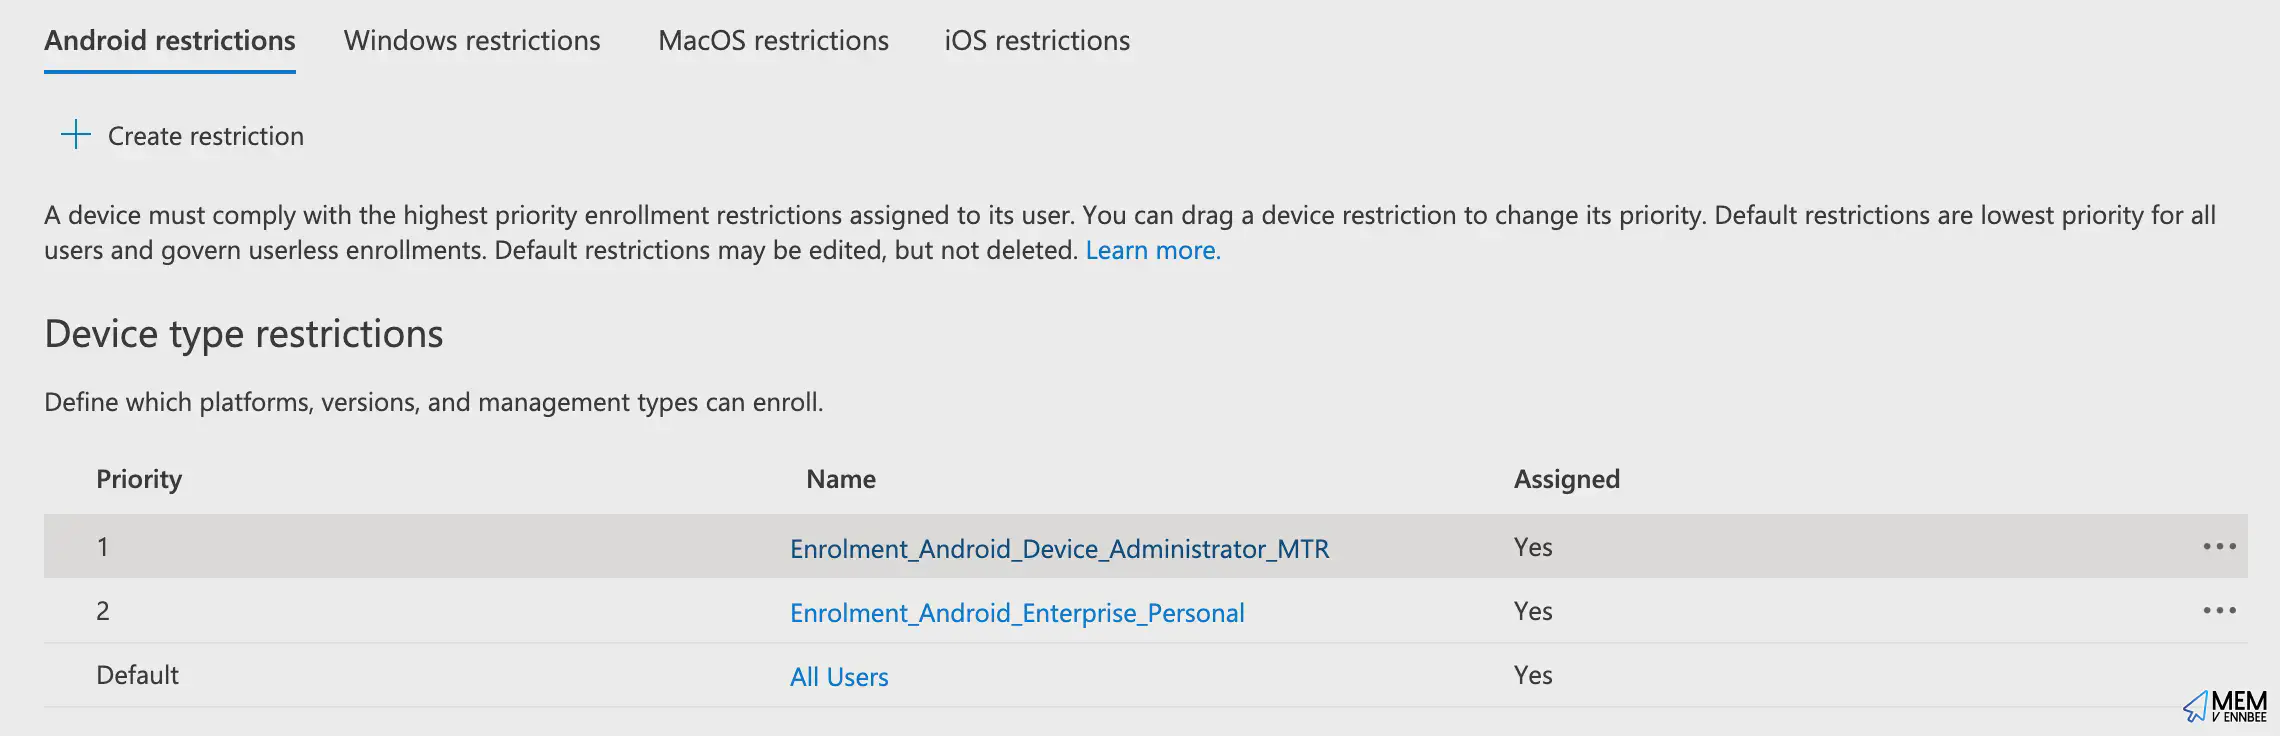 Android restrictions Windows restrictions MacOS restrictions iOS restrictions
Create restriction
A device must comply with the highest priority enrollment restrictions assigned to its user. You can drag a device restriction to change its priority. Default restrictions are lowest priority for all
users and govern userless enrollments. Default restrictions may be edited, but not deleted. Learn more.
Device type restrictions
Define which platforms, versions, and management types can enroll.
Priority Name Assigned
1 Enrolment_Android_Device_Administrator_MTR Yes
2 Enrolment_Android_Enterprise_Personal Yes
Default All Users Yes
MEM
V ENNBEE